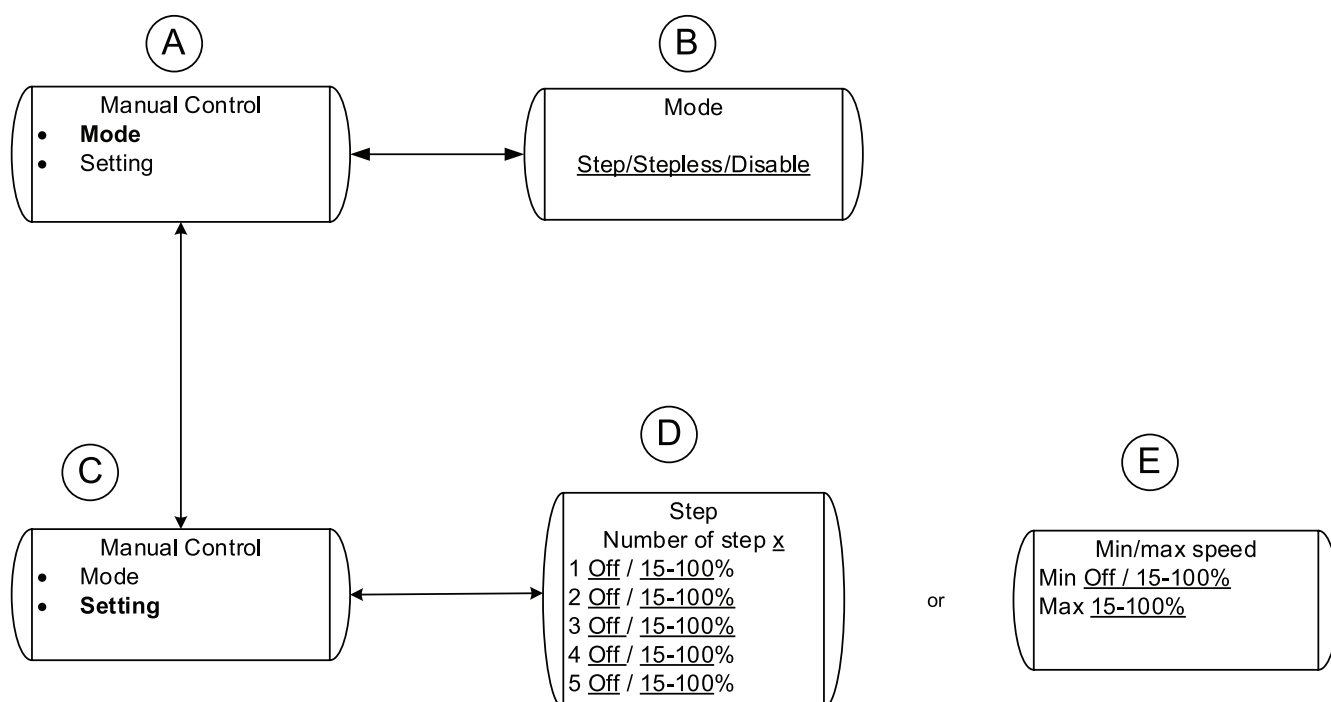 A
Manual Control
• Mode
• Setting
B
Mode
Step/Stepless/Disable
C
Manual Control
• Mode
• Setting
D
Step
Number of step x
1 Off / 15-100%
2 Off / 15-100%
3 Off / 15-100%
4 Off / 15-100%
5 Off / 15-100%
or
E
Min/max speed
Min Off / 15-100%
Max 15-100%